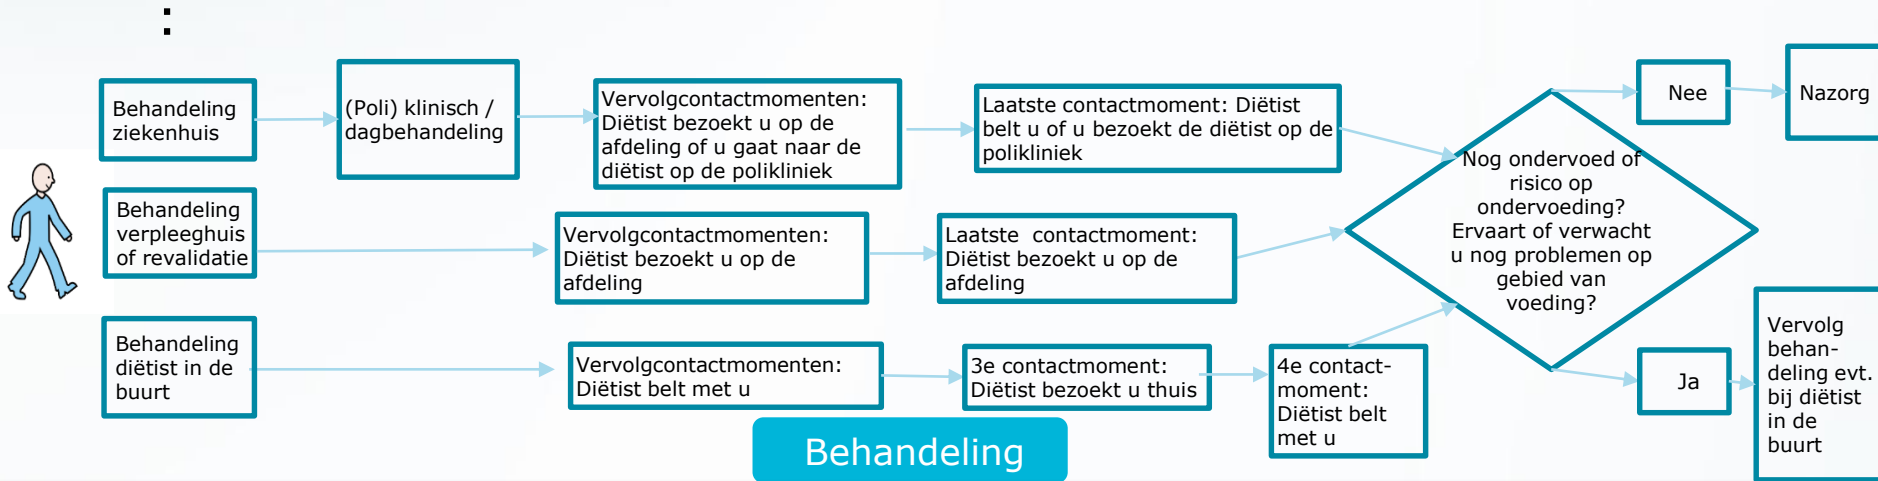 :
Behandeling
ziekenhuis
(Poli) klinisch /
dagbehandeling
Vervolgcontactmomenten:
Diëtist bezoekt u op de
afdeling of u gaat naar de
diëtist op de polikliniek
Laatste contactmoment: Diëtist
belt u of u bezoekt de diëtist op de
polikliniek
Nee
Nazorg
Behandeling
verpleeghuis
of revalidatie
Vervolgcontactmomenten:
Diëtist bezoekt u op de
afdeling
Laatste contactmoment:
Diëtist bezoekt u op de
afdeling
Nog ondervoed of
risico op
ondervoeding?
Ervaart of verwacht
u nog problemen op
gebied van
voeding?
Behandeling
diëtist in de
buurt
Vervolgcontactmomenten:
Diëtist belt met u
3e contactmoment:
Diëtist bezoekt u thuis
4e contact-
moment:
Diëtist belt
met u
Ja
Vervolg
behan-
deling evt.
bij diëtist
in de
buurt
Behandeling